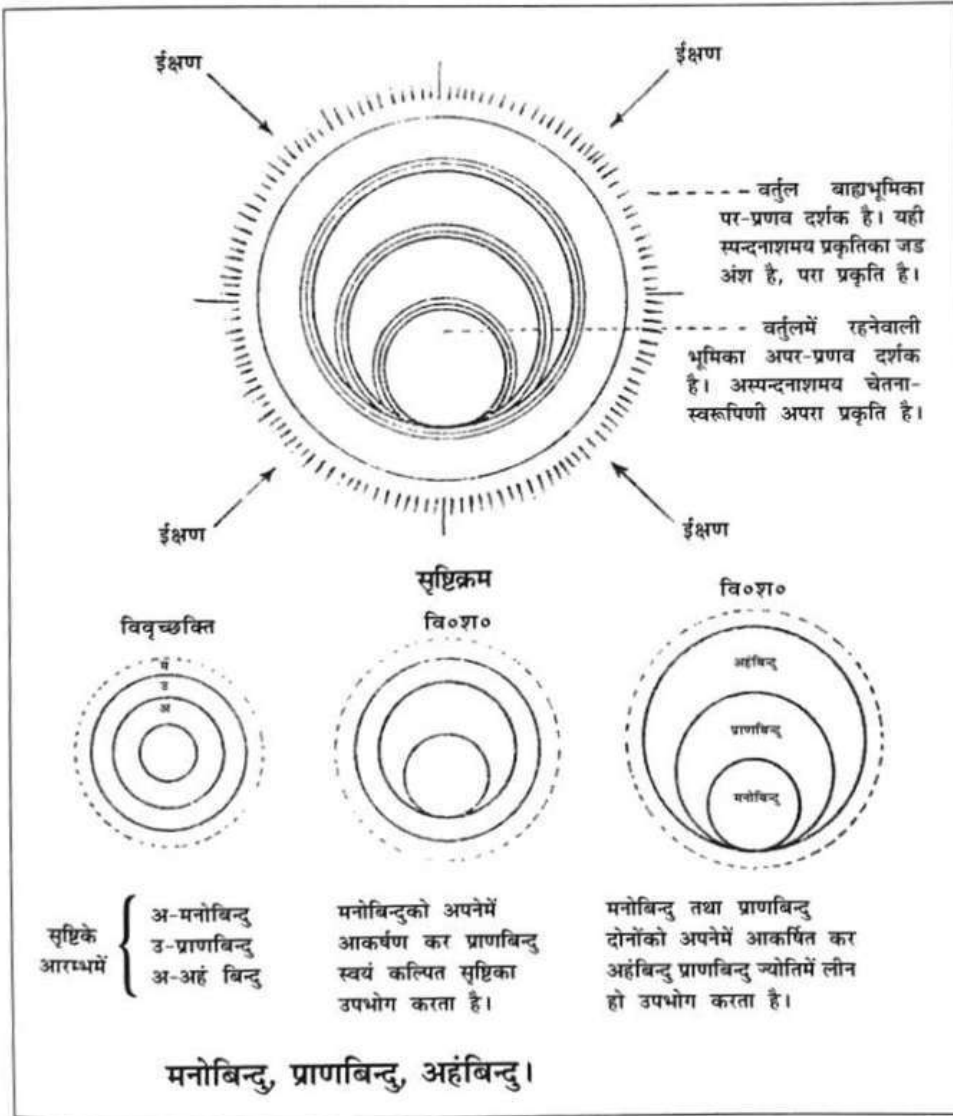 ईक्षण
ईक्षण
वर्तुल बाह्यभूमिका
पर-प्रणव दर्शक है। यही
स्पन्दनाशमय प्रकृतिका जड
अंश है, परा प्रकृति है।
वर्तुलमें रहनेवाली
भूमिका अपर-प्रणव दर्शक
है। अस्पन्दनाशमय चेतना-
स्वरूपिणी अपरा प्रकृति है।
ईक्षण
ईक्षण
सृष्टिक्रम
विवृच्छक्ति
वि०श०
वि०श०
उ
अ
अहंबिन्दु
प्राणबिन्दु
मनोबिन्दु
सृष्टिके
आरम्भमें
अ-मनोबिन्दु
उ-प्राणबिन्दु
अ-अहं बिन्दु
मनोबिन्दुको अपनेमें
आकर्षण कर प्राणबिन्दु
स्वयं कल्पित सृष्टिका
उपभोग करता है।
मनोबिन्दु तथा प्राणबिन्दु
दोनोंको अपनेमें आकर्षित कर
अहंबिन्दु प्राणबिन्दु ज्योतिमें लीन
हो उपभोग करता है।
मनोबिन्दु, प्राणबिन्दु, अहंबिन्दु।